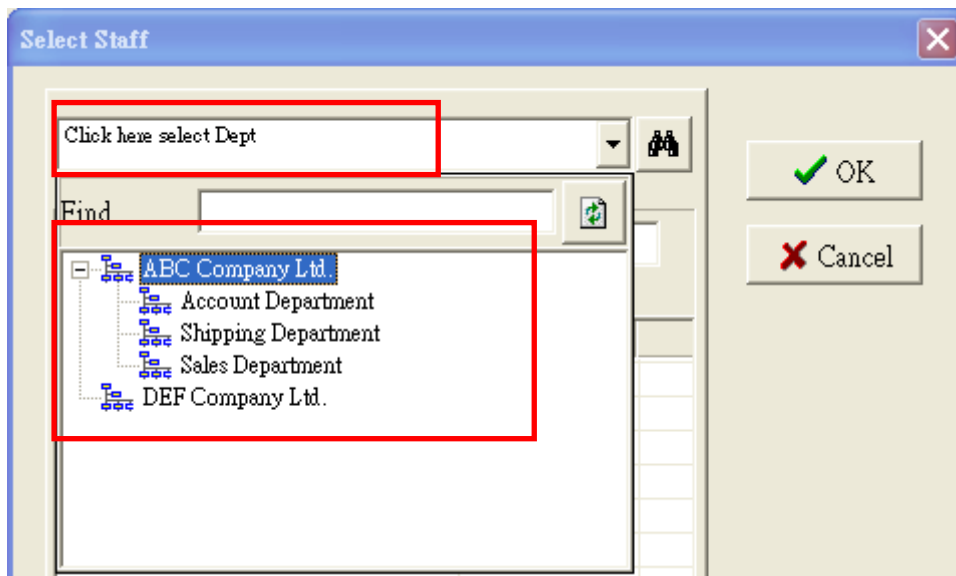 Select Staff
Click here select Dept
OK
Find
Cancel
ABC Company Ltd.
Account Department
Shipping Department
Sales Department
DEF Company Ltd.